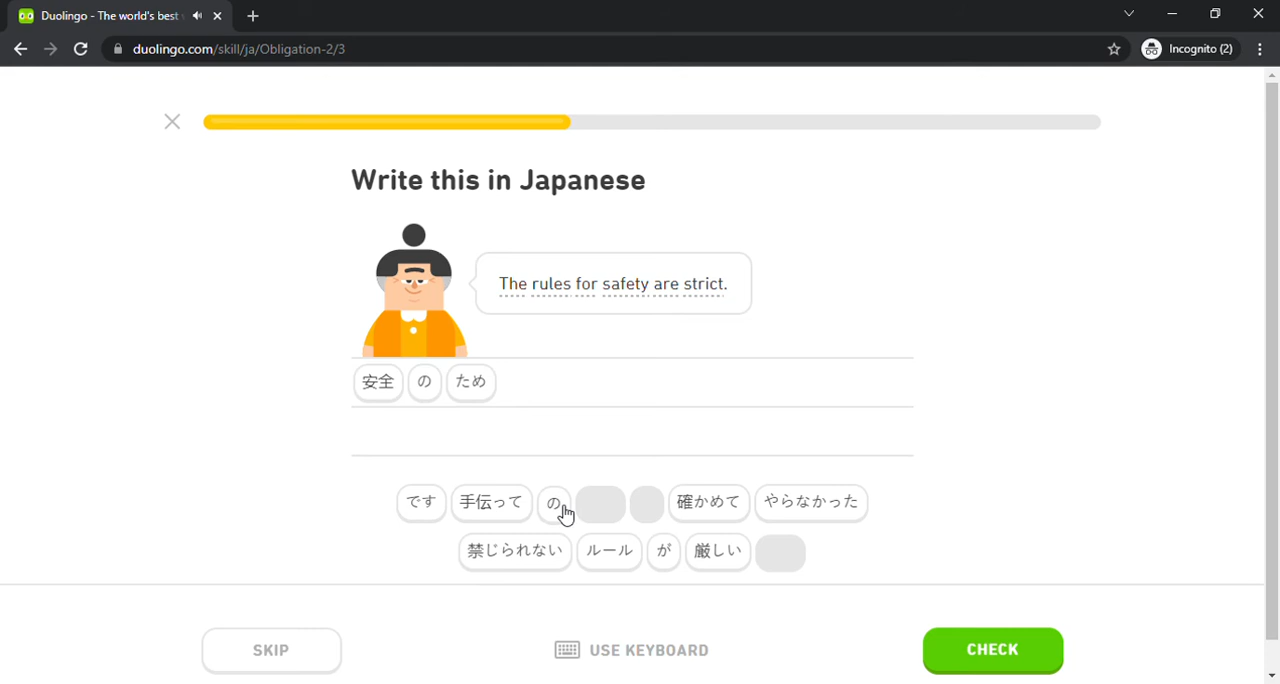 Duolingo - The world's best
duolingo.com/skill/ja/Obligation-2/3
Incognito (2)
Write this in Japanese
The rules for safety are strict.
安全 の ため
です 手伝って の 確かめて やらなかった
禁じられない ルール が 厳しい
SKIP
USE KEYBOARD
CHECK